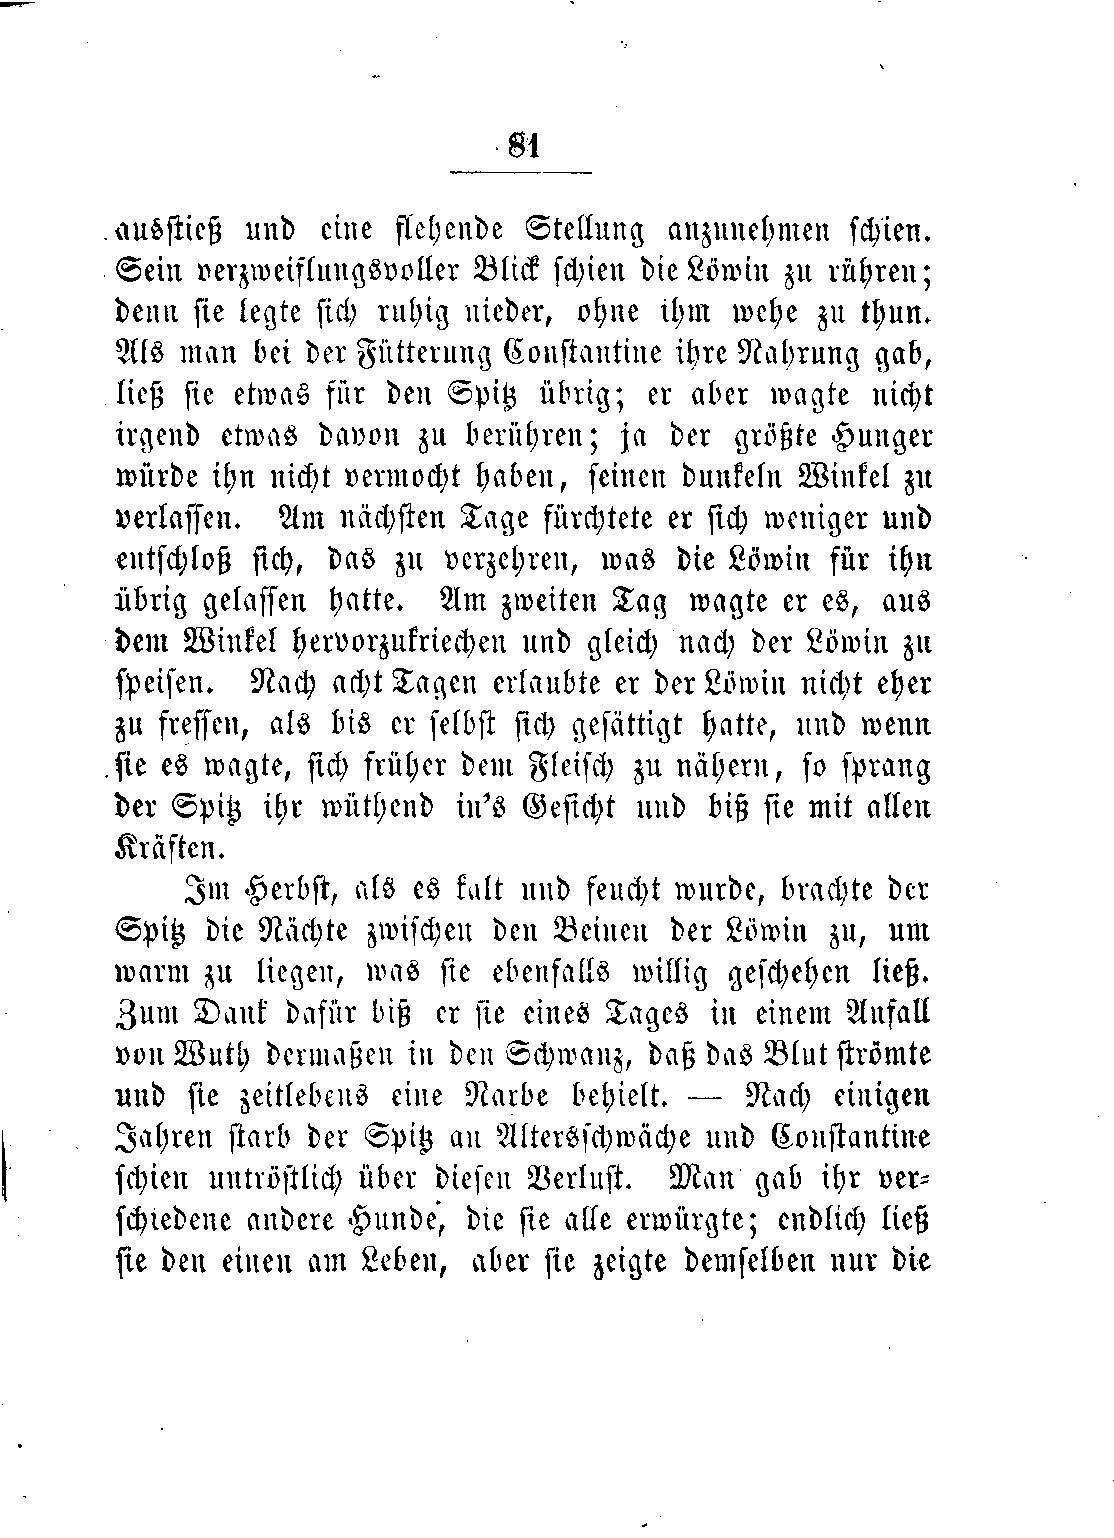 81
ausstieß und eine flehende Stellung anzunehmen schien.
Sein verzweiflungsvoller Blick schien die Löwin zu rühren;
denn sie legte sich ruhig nieder, ohne ihm wehe zu thun.
Als man bei der Fütterung Constantine ihre Nahrung gab,
ließ sie etwas für den Spitz übrig; er aber wagte nicht
irgend etwas davon zu berühren; ja der größte Hunger
würde ihn nicht vermocht haben, seinen dunkeln Winkel zu
verlassen. Am nächsten Tage fürchtete er sich weniger und
entschloß sich, das zu verzehren, was die Löwin für ihn
übrig gelassen hatte. Am zweiten Tag wagte er es, aus
dem Winkel hervorzukriechen und gleich nach der Löwin zu
speisen. Nach acht Tagen erlaubte er der Löwin nicht eher
zu fressen, als bis er selbst sich gesättigt hatte, und wenn
sie es wagte, sich früher dem Fleisch zu nähern, so sprang
der Spitz ihr wüthend in's Gesicht und biß sie mit allen
Kräften.
Im Herbst, als es kalt und feucht wurde, brachte der
Spitz die Nächte zwischen den Beinen der Löwin zu, um
warm zu liegen, was sie ebenfalls willig geschehen ließ.
Zum Dank dafür biß er sie eines Tages in einem Anfall
von Wuth dermaßen in den Schwanz, daß das Blut strömte
und sie zeitlebens eine Narbe behielt. — Nach einigen
Jahren starb der Spitz an Altersschwäche und Constantine
schien untröstlich über diesen Verlust. Man gab ihr ver-
schiedene andere Hunde, die sie alle erwürgte; endlich ließ
sie den einen am Leben, aber sie zeigte demselben nur die